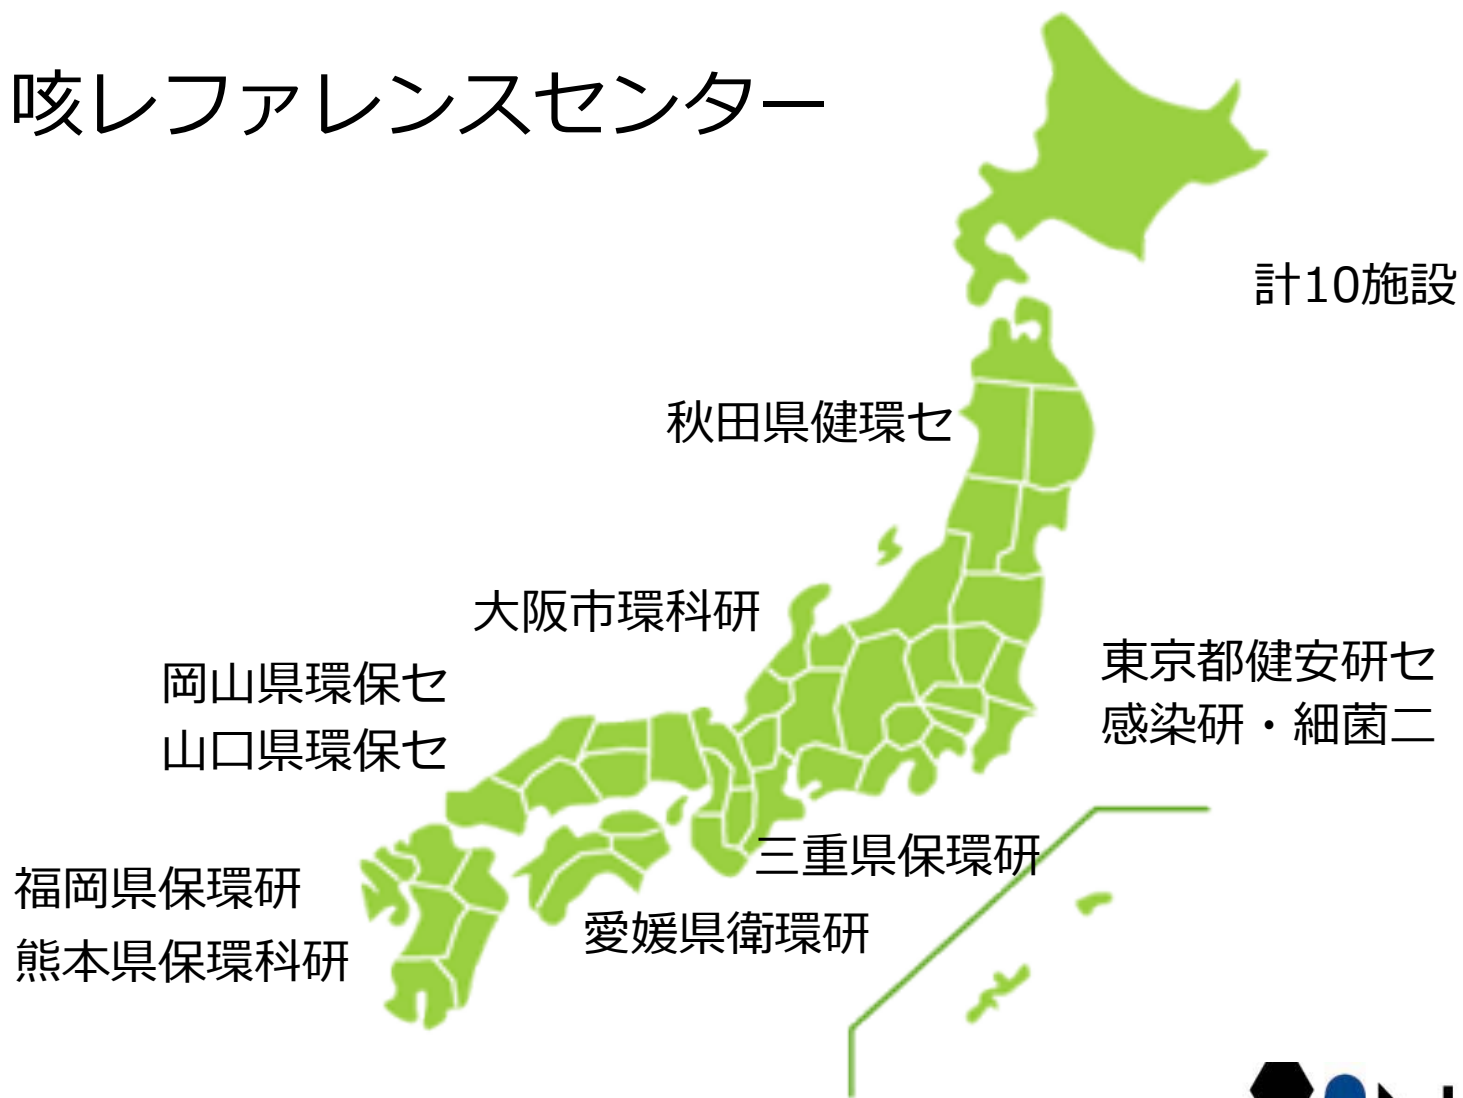 咳レファレンスセンター
計10施設
秋田県健環セ
大阪市環科研
岡山県環保セ
山口県環保セ
東京都健安研セ
感染研・細菌二
三重県保環研
福岡県保環研
愛媛県衛環研
熊本県保環科研